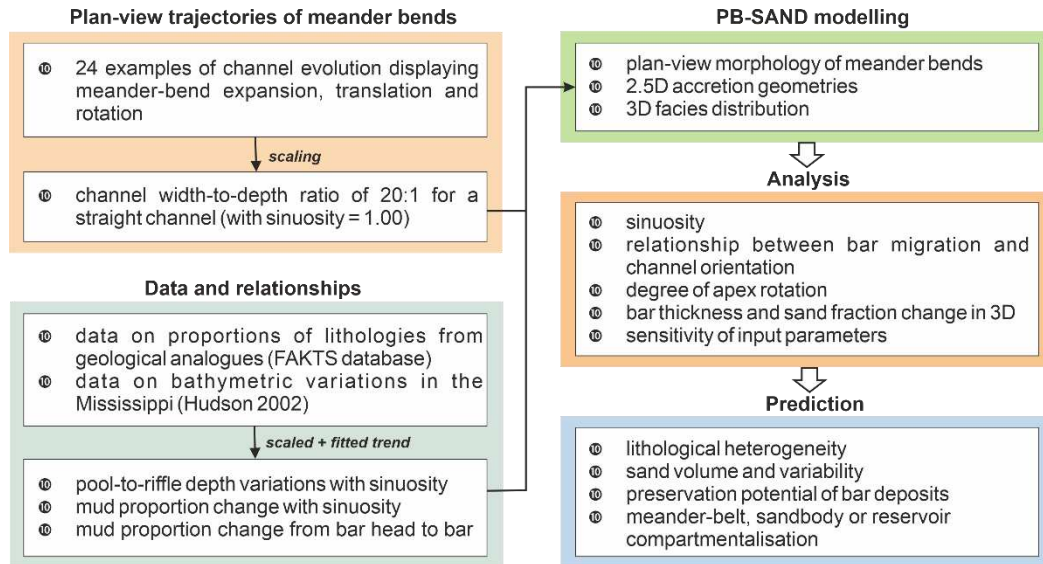 Plan-view trajectories of meander bends
❿ 24 examples of channel evolution displaying
meander-bend expansion, translation and
rotation
scaling
❿ channel width-to-depth ratio of 20:1 for a
straight channel (with sinuosity = 1.00)
Data and relationships
❿ data on proportions of lithologies from
geological analogues (FAKTS database)
❿ data on bathymetric variations in the
Mississippi (Hudson 2002)
scaled + fitted trend
❿ pool-to-riffle depth variations with sinuosity
❿ mud proportion change with sinuosity
❿ mud proportion change from bar head to bar
PB-SAND modelling
❿ plan-view morphology of meander bends
❿ 2.5D accretion geometries
❿ 3D facies distribution
Analysis
❿ sinuosity
❿ relationship between bar migration and
channel orientation
❿ degree of apex rotation
❿ bar thickness and sand fraction change in 3D
❿ sensitivity of input parameters
Prediction
❿ lithological heterogeneity
❿ sand volume and variability
❿ preservation potential of bar deposits
❿ meander-belt, sandbody or reservoir
compartmentalisation